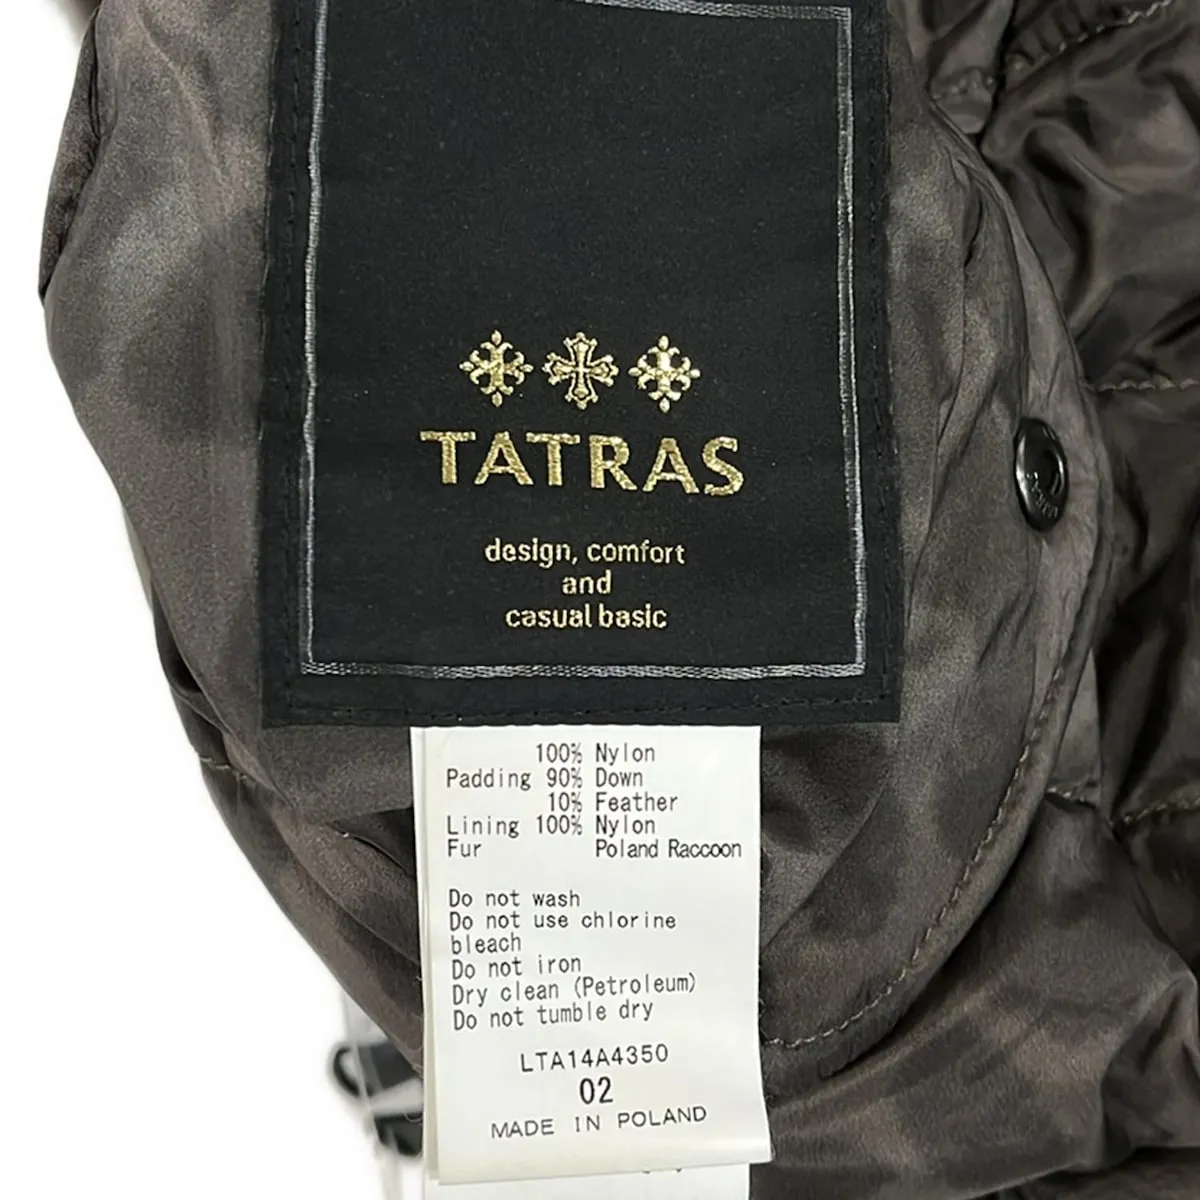 TATRAS
design, comfort
and
casual basic
100% Nylon
Padding 90% Down
10% Feather
Lining 100% Nylon
Fur Poland Raccoon
Do not wash
Do not use chlorine
bleach
Do not iron
Dry clean (Petroleum)
Do not tumble dry
LTA14A4350
02
MADE IN POLAND